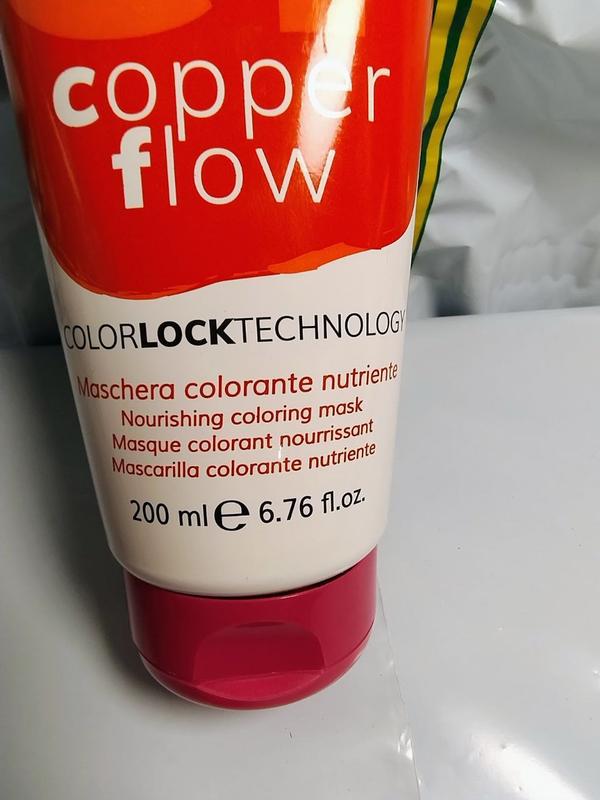 copper
flow
COLORLOCKTECHNOLOGY
Maschera colorante nutriente
Nourishing coloring mask
Masque colorant nourrissant
Mascarilla colorante nutriente
200 ml ℮ 6.76 fl.oz.